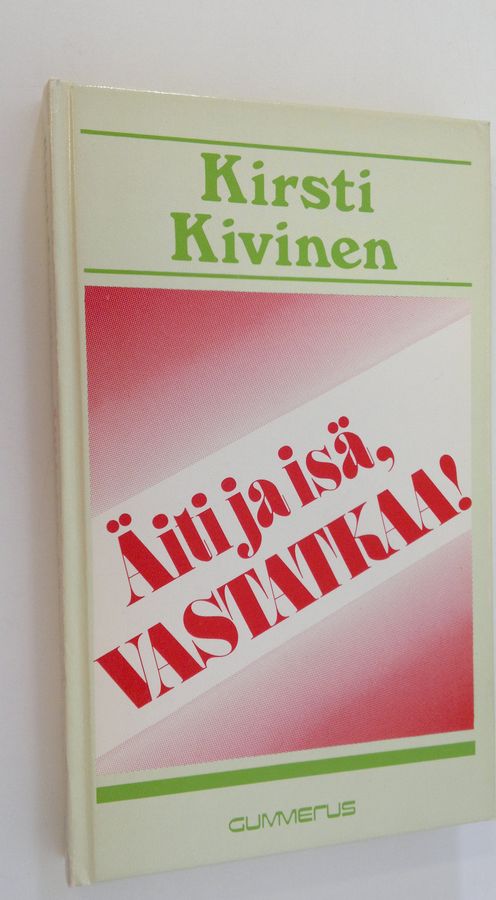 Kirsti
Kivinen
Äiti ja isä,
VASTATKAA!
GUMMERUS